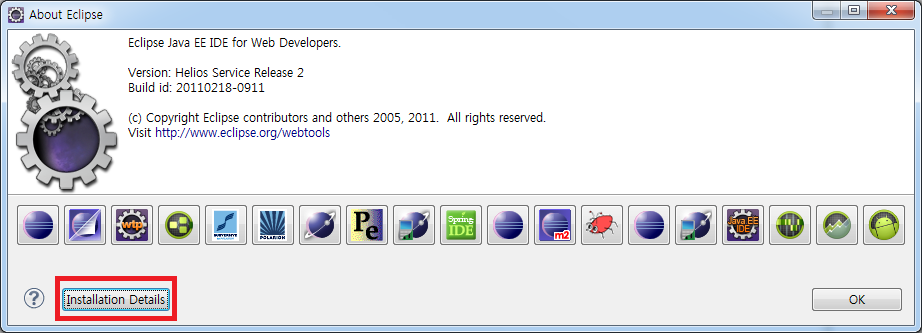 About Eclipse
Eclipse Java EE IDE for Web Developers.
Version: Helios Service Release 2
Build id: 20110218-0911
(c) Copyright Eclipse contributors and others 2005, 2011.  All rights reserved.
Visit http://www.eclipse.org/webtools
wtp
SUBVERSIVE
POLARION
Pe
Spring IDE
m2
Java EE IDE
?
Installation Details
OK